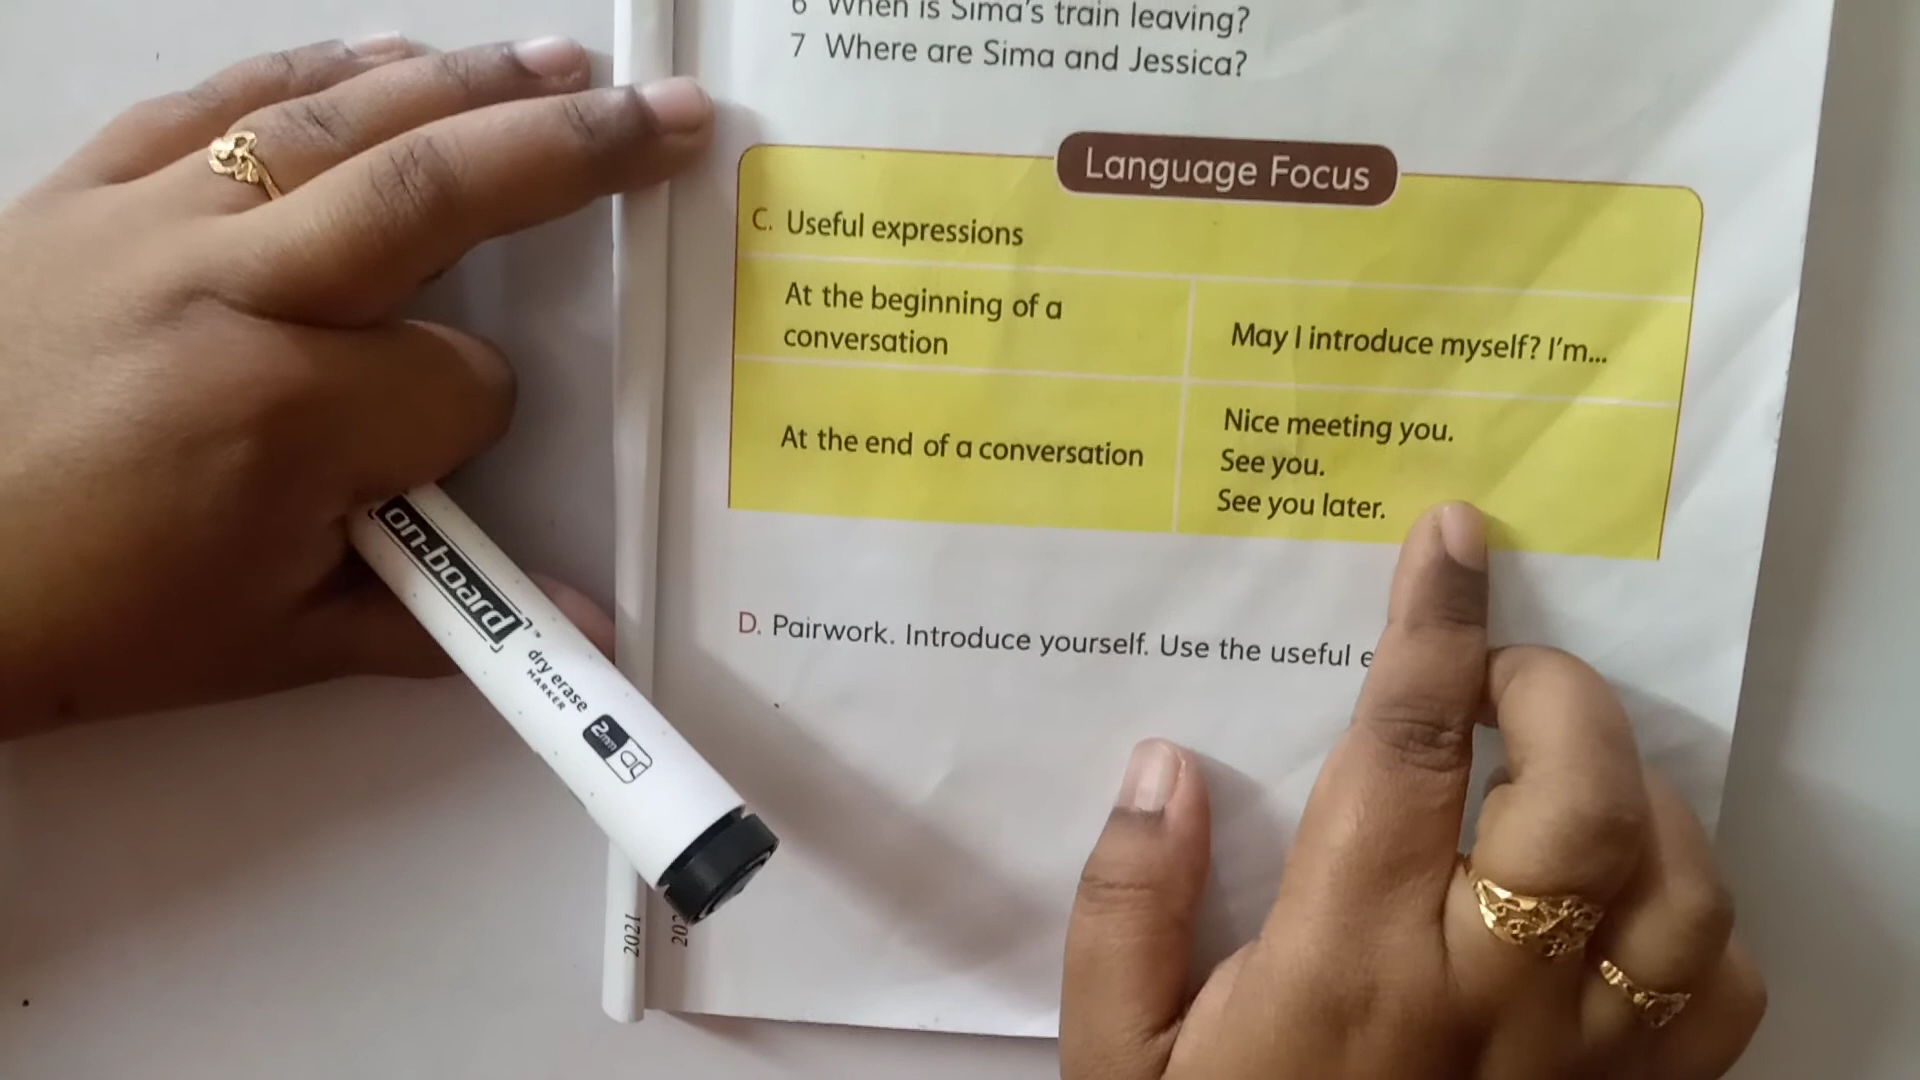 6 When is Sima's train leaving?
7 Where are Sima and Jessica?
Language Focus
C. Useful expressions
At the beginning of a
conversation
May I introduce myself? I'm...
At the end of a conversation
Nice meeting you.
See you.
See you later.
D. Pairwork. Introduce yourself. Use the useful
on-board™
dry erase
MARKER
2mm
2021